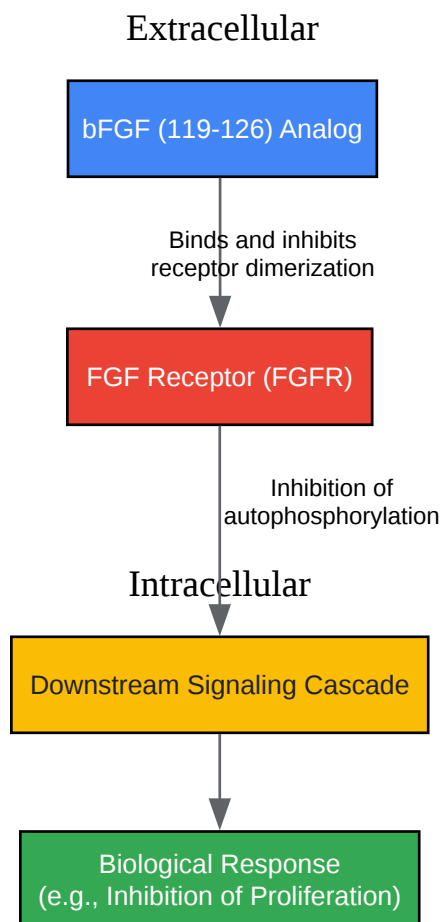 Extracellular
bFGF (119-126) Analog
Binds and inhibits
receptor dimerization
FGF Receptor (FGFR)
Inhibition of
autophosphorylation
Intracellular
Downstream Signaling Cascade
Biological Response
(e.g., Inhibition of Proliferation)